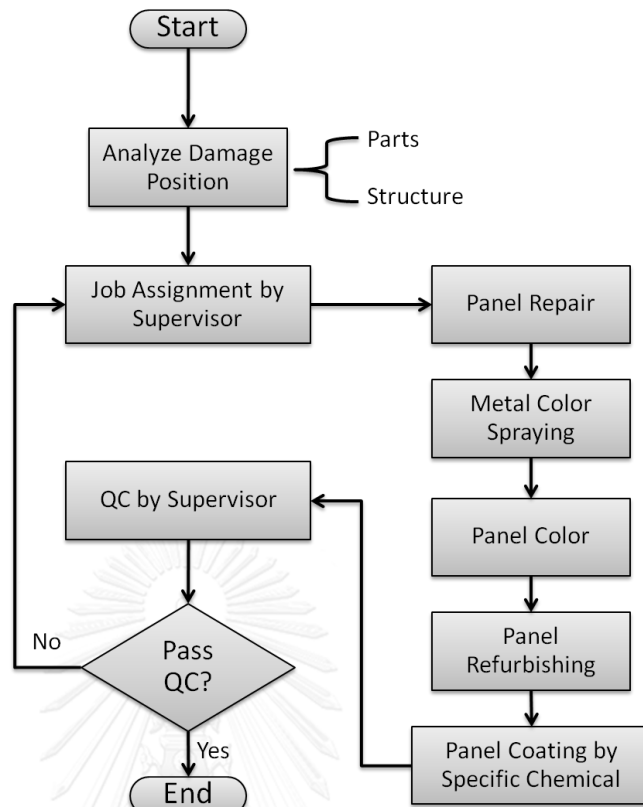 Start
Analyze Damage
Position
Parts
Structure
Job Assignment by
Supervisor
Panel Repair
Metal Color
Spraying
Panel Color
Panel
Refurbishing
Panel Coating by
Specific Chemical
QC by Supervisor
Pass
QC?
No
Yes
End